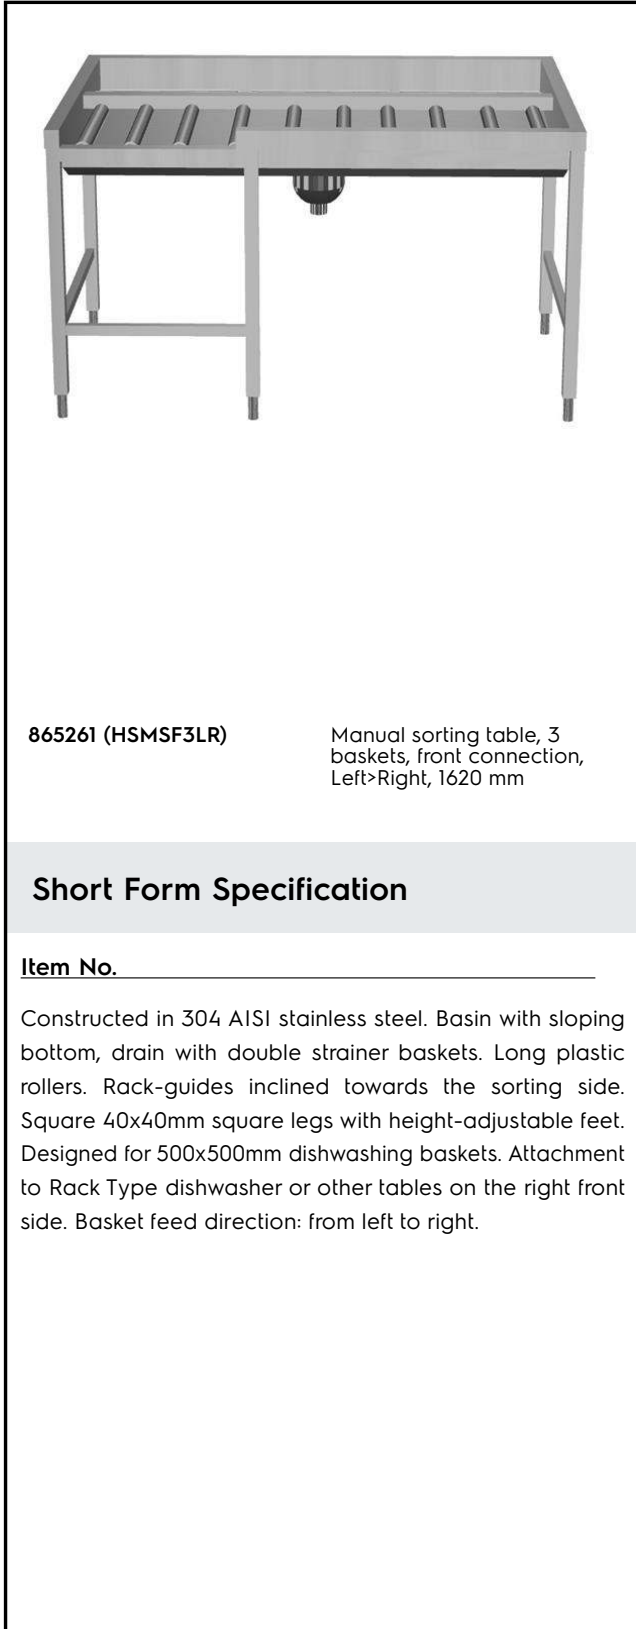 865261 (HSMSF3LR)
Manual sorting table, 3
baskets, front connection,
Left>Right, 1620 mm
Short Form Specification
Item No.
Constructed in 304 AISI stainless steel. Basin with sloping
bottom, drain with double strainer baskets. Long plastic
rollers. Rack-guides inclined towards the sorting side.
Square 40x40mm square legs with height-adjustable feet.
Designed for 500x500mm dishwashing baskets. Attachment
to Rack Type dishwasher or other tables on the right front
side. Basket feed direction: from left to right.